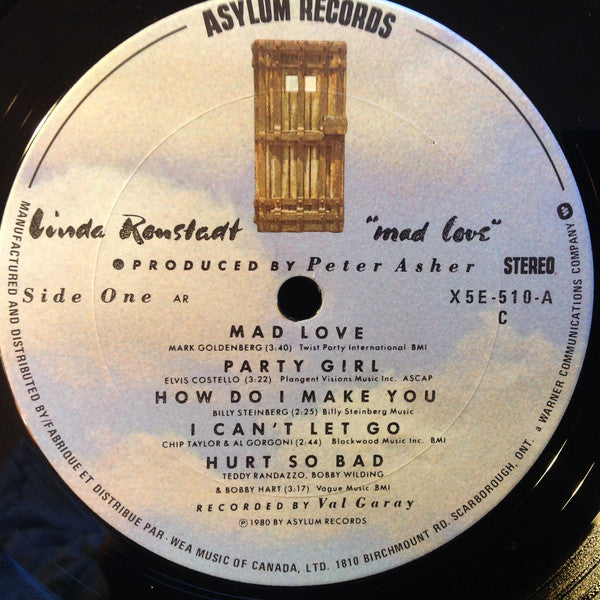 ASYLUM RECORDS
Linda Ronstadt "mad love"
PRODUCED BY Peter Asher STEREO
Side One AR X5E-510-A
C
MAD LOVE
MARK GOLDENBERG (3:40) Twist Party International BMI
PARTY GIRL
ELVIS COSTELLO (3:22) Plangent Visions Music Inc. ASCAP
HOW DO I MAKE YOU
BILLY STEINBERG (2:25) Billy Steinberg Music
I CAN'T LET GO
CHIP TAYLOR & AL GORGONI (2:44) Blackwood Music Inc. BMI
HURT SO BAD
TEDDY RANDAZZO, BOBBY WILDING
& BOBBY HART (3:17) Vogue Music BMI
RECORDED BY Val Garay
℗ 1980 BY ASYLUM RECORDS
MANUFACTURED AND DISTRIBUTED BY/FABRIQUE ET DISTRIBUE PAR · WEA MUSIC OF CANADA, LTD. 1810 BIRCHMOUNT RD. SCARBOROUGH, ONT. a WARNER COMMUNICATIONS COMPANY